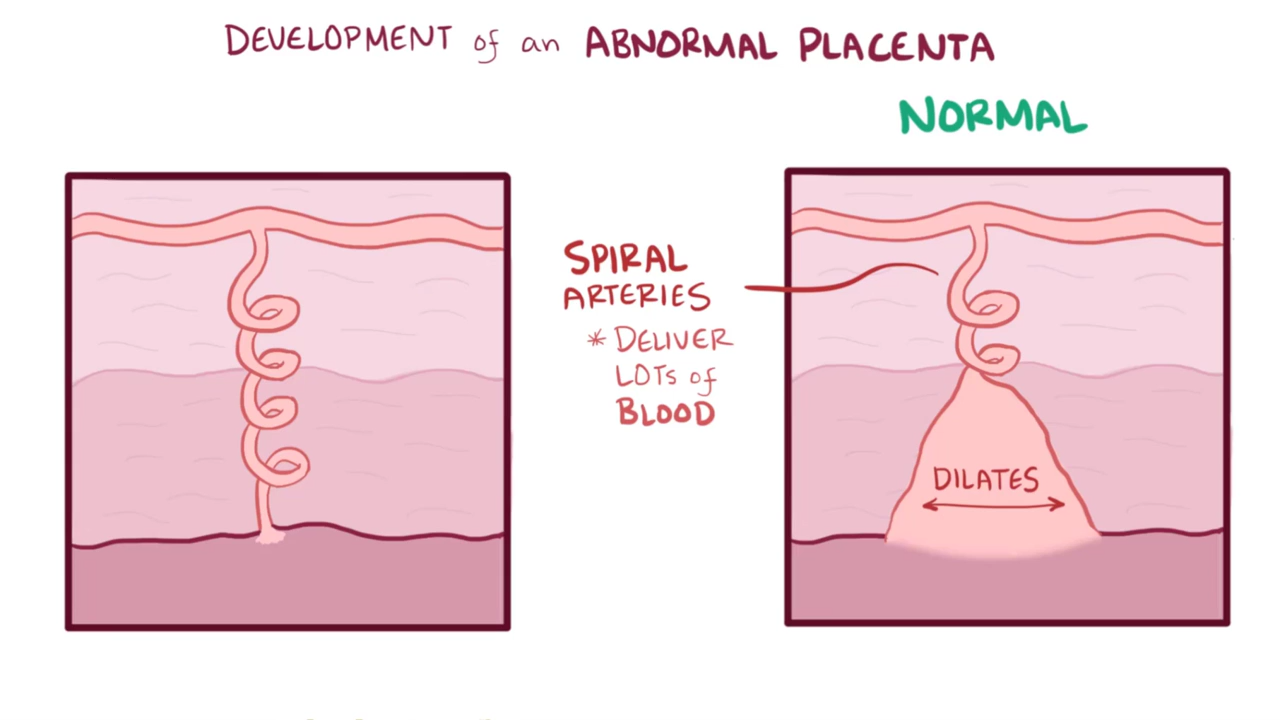 DEVELOPMENT of an ABNORMAL PLACENTA
NORMAL
SPIRAL
ARTERIES
* DELIVER
LOTS of
BLOOD
DILATES